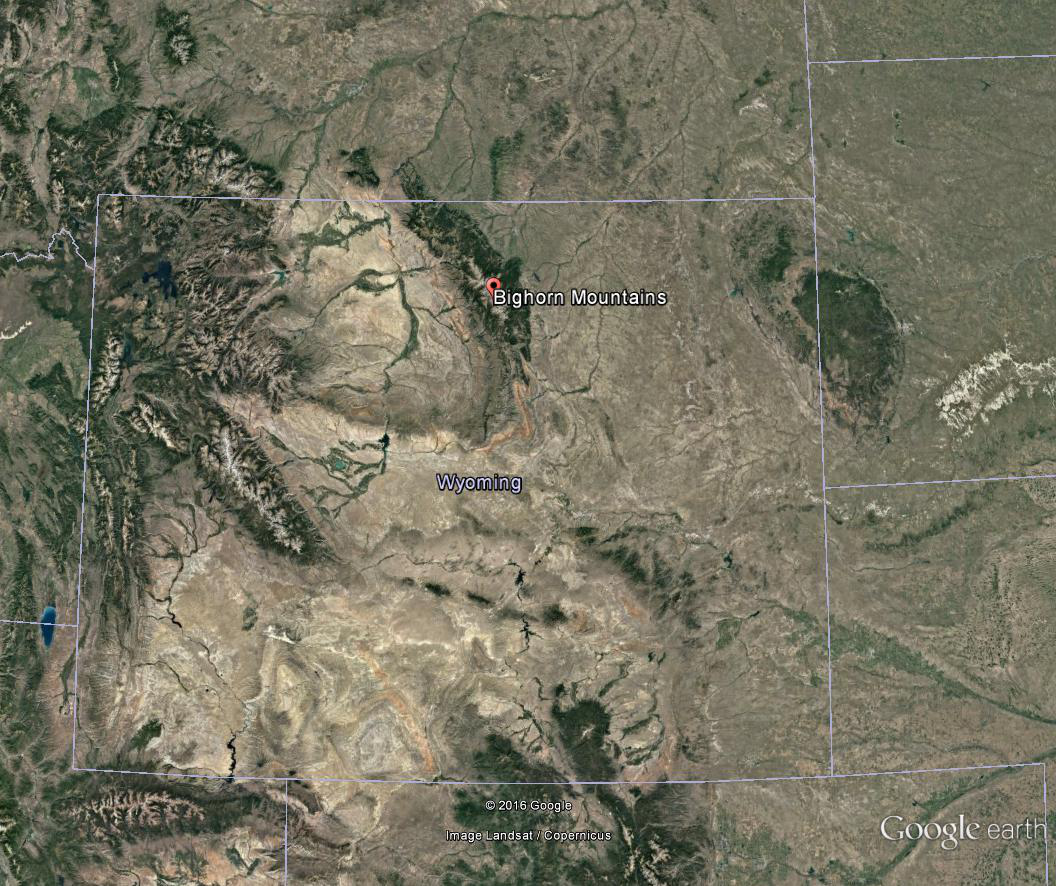 Bighorn Mountains
Wyoming
© 2016 Google
Image Landsat / Copernicus
Google earth